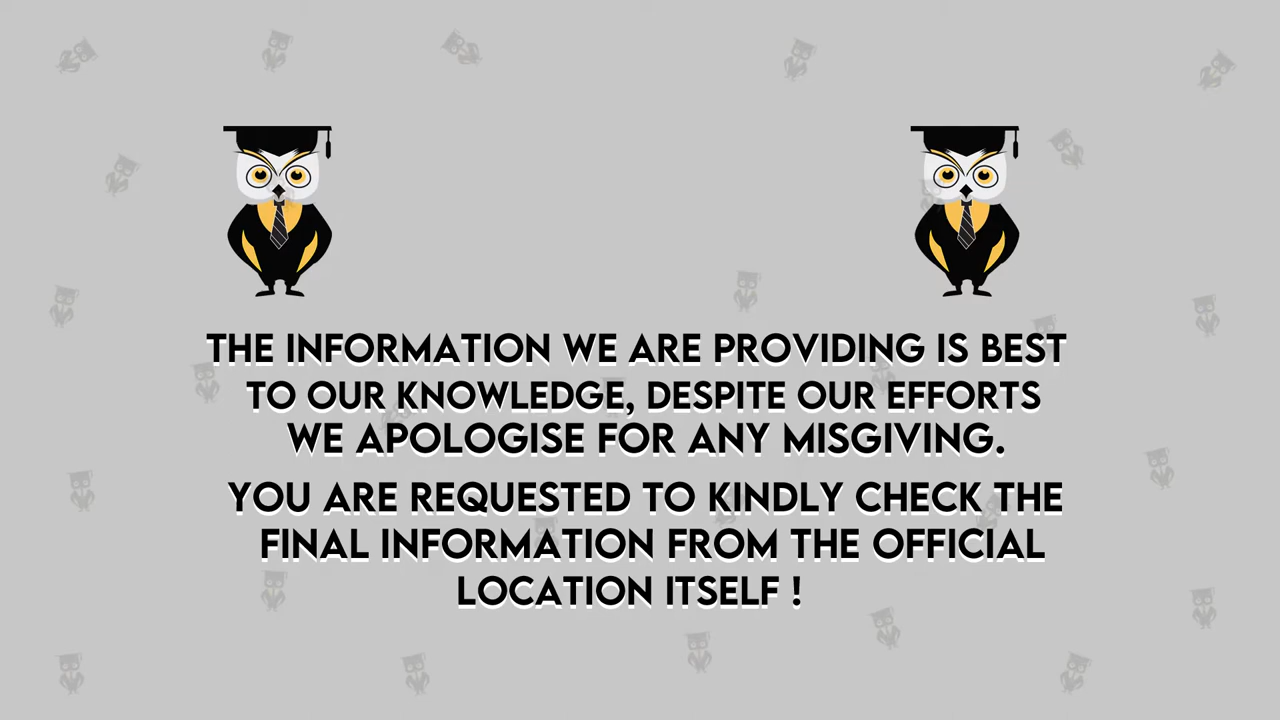 THE INFORMATION WE ARE PROVIDING IS BEST
TO OUR KNOWLEDGE, DESPITE OUR EFFORTS
WE APOLOGISE FOR ANY MISGIVING.
YOU ARE REQUESTED TO KINDLY CHECK THE
FINAL INFORMATION FROM THE OFFICIAL
LOCATION ITSELF !